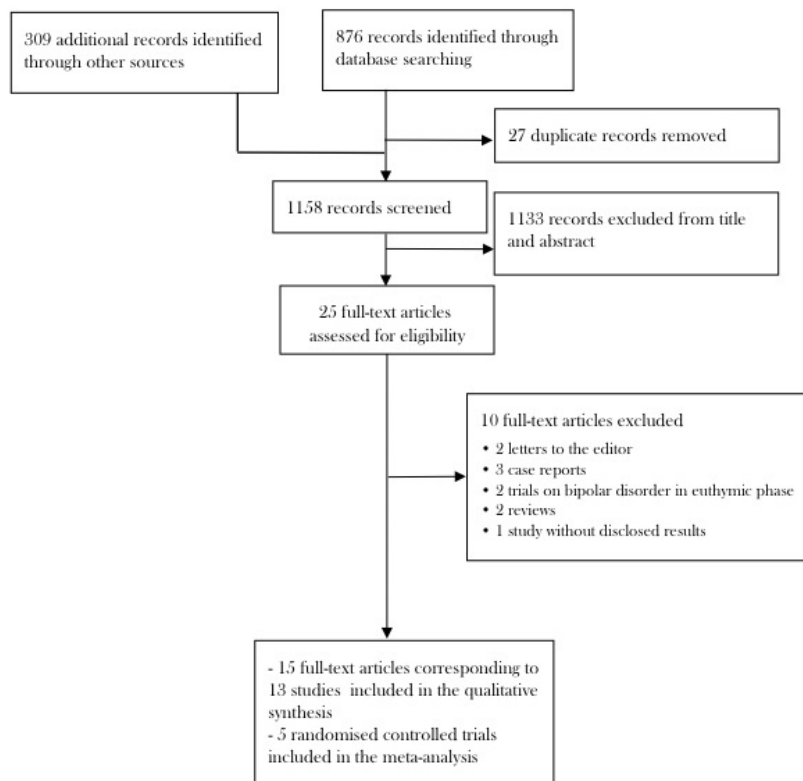 309 additional records identified
through other sources
876 records identified through
database searching
27 duplicate records removed
1158 records screened
1133 records excluded from title
and abstract
25 full-text articles
assessed for eligibility
10 full-text articles excluded
• 2 letters to the editor
• 3 case reports
• 2 trials on bipolar disorder in euthymic phase
• 2 reviews
• 1 study without disclosed results
- 15 full-text articles corresponding to
13 studies included in the qualitative
synthesis
- 5 randomised controlled trials
included in the meta-analysis